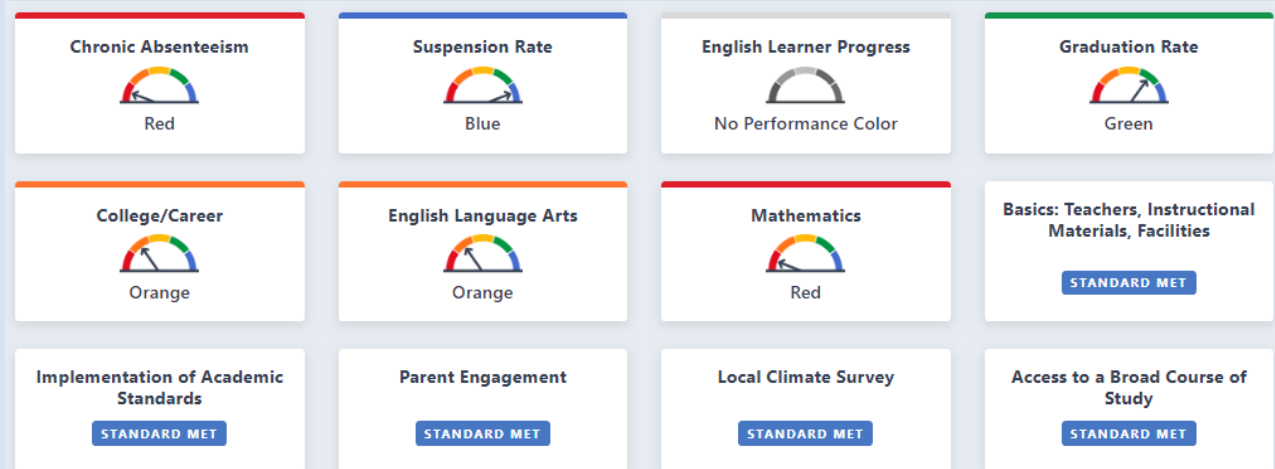 Chronic Absenteeism
Red
Suspension Rate
Blue
English Learner Progress
No Performance Color
Graduation Rate
Green
College/Career
Orange
English Language Arts
Orange
Mathematics
Red
Basics: Teachers, Instructional
Materials, Facilities
STANDARD MET
Implementation of Academic
Standards
STANDARD MET
Parent Engagement
STANDARD MET
Local Climate Survey
STANDARD MET
Access to a Broad Course of
Study
STANDARD MET